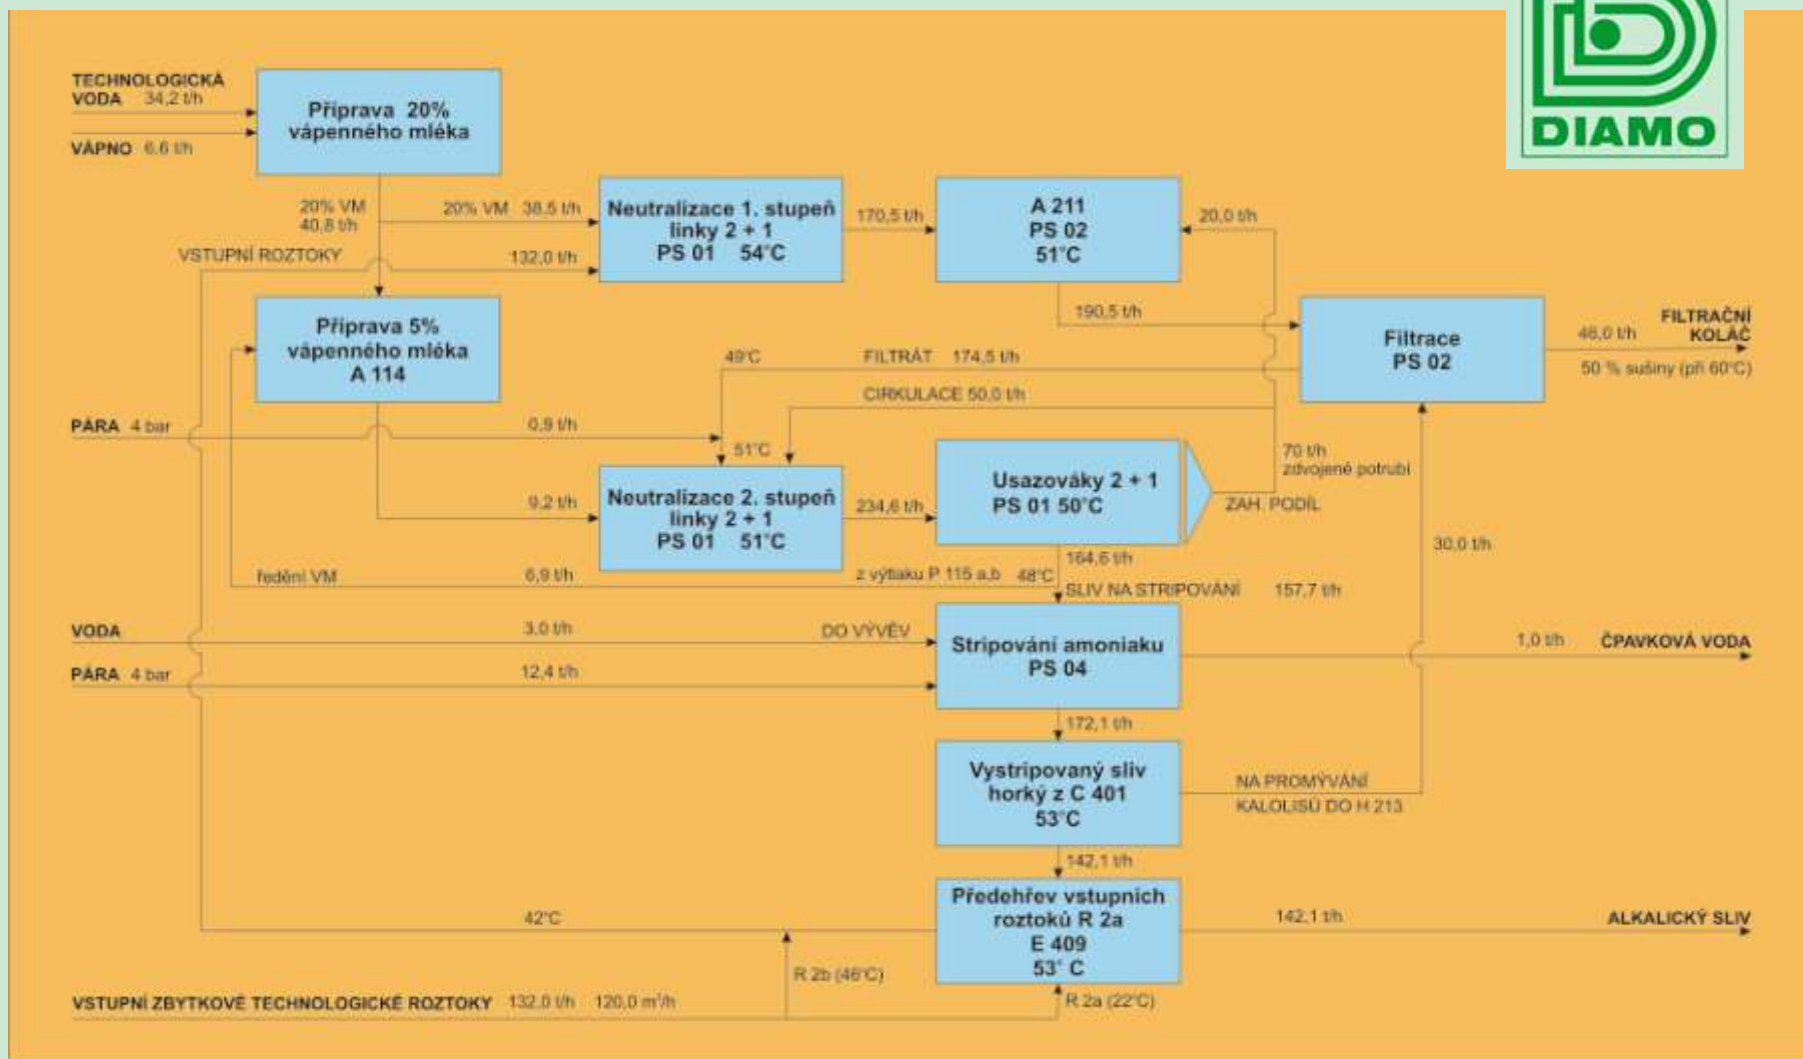 DIAMO
TECHNOLOGICKÁ
VODA 34,2 t/h
VÁPNO 6,6 t/h
Příprava 20%
vápenného mléka
20% VM
40,8 t/h
20% VM 38,5 t/h
VSTUPNÍ ROZTOKY
132,0 t/h
Neutralizace 1. stupeň
linky 2 + 1
PS 01 54°C
170,5 t/h
A 211
PS 02
51°C
20,0 t/h
190,5 t/h
Příprava 5%
vápenného mléka
A 114
49°C
FILTRÁT 174,5 t/h
CIRKULACE 50,0 t/h
Filtrace
PS 02
46,0 t/h
FILTRAČNÍ
KOLÁČ
50 % sušiny (při 60°C)
PÁRA 4 bar
0,9 t/h
51°C
9,2 t/h
Neutralizace 2. stupeň
linky 2 + 1
PS 01 51°C
234,6 t/h
Usazováky 2 + 1
PS 01 50°C
70 t/h
zdvojené potrubí
ZAH. PODÍL
30,0 t/h
164,6 t/h
ředění VM
6,9 t/h
z výtlaku P 115 a,b 48°C
SLIV NA STRIPOVÁNÍ 157,7 t/h
VODA
3,0 t/h
DO VÝVĚV
PÁRA 4 bar
12,4 t/h
Stripování amoniaku
PS 04
1,0 t/h
ČPAVKOVÁ VODA
172,1 t/h
Vystripovaný sliv
horký z C 401
53°C
NA PROMÝVÁNÍ
KALOLISŮ DO H 213
142,1 t/h
Předehřev vstupních
roztoků R 2a
E 409
53° C
42°C
142,1 t/h
ALKALICKÝ SLIV
R 2b (46°C)
R 2a (22°C)
VSTUPNÍ ZBYTKOVÉ TECHNOLOGICKÉ ROZTOKY 132,0 t/h 120,0 m³/h